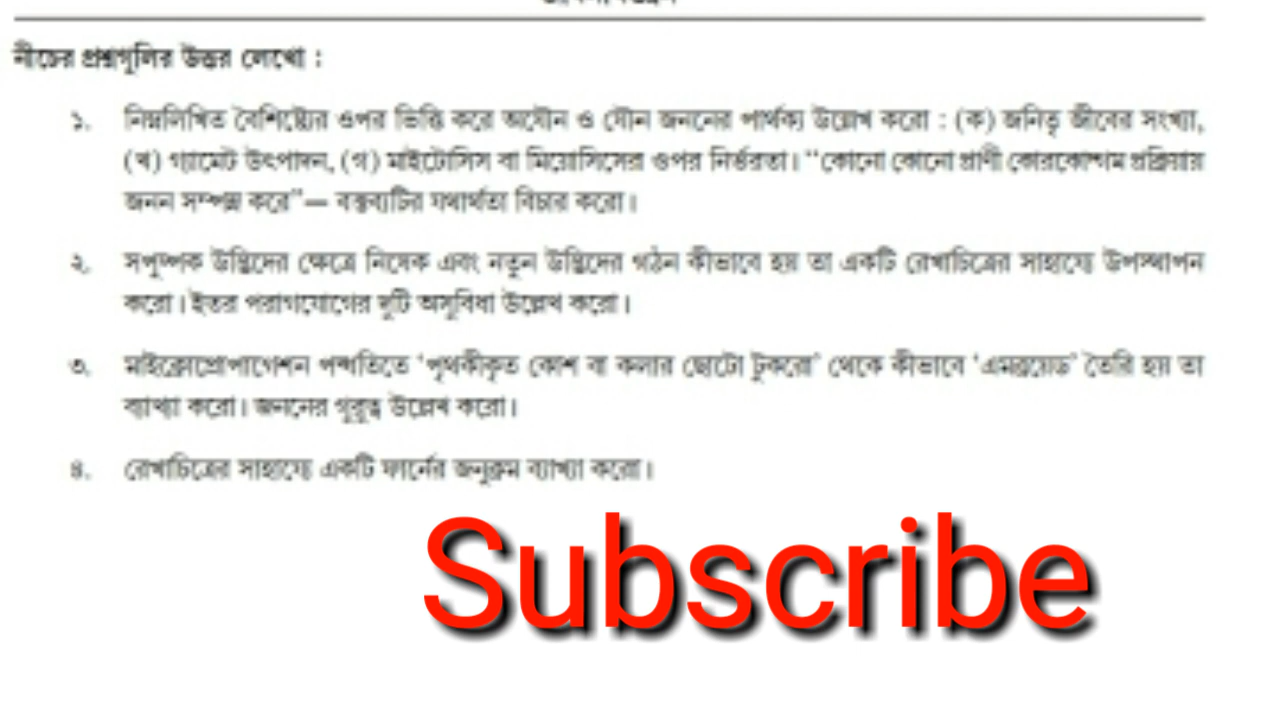 নীচের প্রশ্নগুলির উত্তর লেখো :
১. নিম্নলিখিত বৈশিষ্ট্যের ওপর ভিত্তি করে অযৌন ও যৌন জননের পার্থক্য উল্লেখ করো : (ক) জনিতৃ জীবের সংখ্যা,
(খ) গ্যামেট উৎপাদন, (গ) মাইটোসিস বা মিয়োসিসের ওপর নির্ভরতা। "কোনো কোনো প্রাণী কোরকোদ্গম প্রক্রিয়ায়
জনন সম্পন্ন করে"— বক্তব্যটির যথার্থতা বিচার করো।
২. সপুষ্পক উদ্ভিদের ক্ষেত্রে নিষেক এবং নতুন উদ্ভিদের গঠন কীভাবে হয় তা একটি রেখাচিত্রের সাহায্যে উপস্থাপন
করো। ইতর পরাগযোগের দুটি অসুবিধা উল্লেখ করো।
৩. মাইক্রোপ্রোপাগেশন পদ্ধতিতে 'পৃথকীকৃত কোশ বা কলার ছোটো টুকরো' থেকে কীভাবে 'এমব্রয়েড' তৈরি হয় তা
ব্যাখ্যা করো। জননের গুরুত্ব উল্লেখ করো।
৪. রেখাচিত্রের সাহায্যে একটি ফার্নের জনুক্রম ব্যাখ্যা করো।
Subscribe